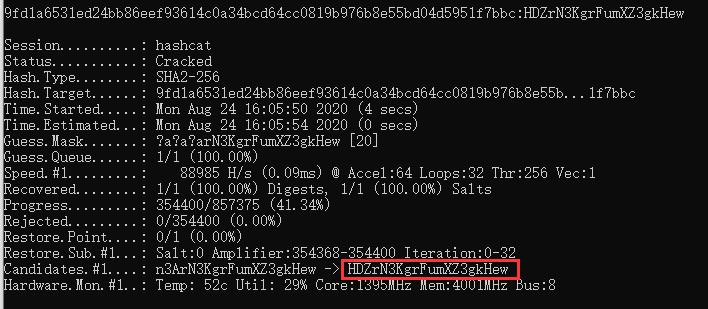 9fd1a6531ed24bb86eef93614c0a34bcd64cc0819b976b8e55bd04d5951f7bbc:HDZrN3KgrFumXZ3gkHew
Session..........: hashcat
Status...........: Cracked
Hash.Type........: SHA2-256
Hash.Target......: 9fd1a6531ed24bb86eef93614c0a34bcd64cc0819b976b8e55b...1f7bbc
Time.Started.....: Mon Aug 24 16:05:50 2020 (4 secs)
Time.Estimated...: Mon Aug 24 16:05:54 2020 (0 secs)
Guess.Mask.......: ?a?a?arN3KgrFumXZ3gkHew [20]
Guess.Queue......: 1/1 (100.00%)
Speed.#1.........:    88985 H/s (0.09ms) @ Accel:64 Loops:32 Thr:256 Vec:1
Recovered........: 1/1 (100.00%) Digests, 1/1 (100.00%) Salts
Progress.........: 354400/857375 (41.34%)
Rejected.........: 0/354400 (0.00%)
Restore.Point....: 0/1 (0.00%)
Restore.Sub.#1...: Salt:0 Amplifier:354368-354400 Iteration:0-32
Candidates.#1....: n3ArN3KgrFumXZ3gkHew -> HDZrN3KgrFumXZ3gkHew
Hardware.Mon.#1..: Temp: 52c Util: 29% Core:1395MHz Mem:4001MHz Bus:8